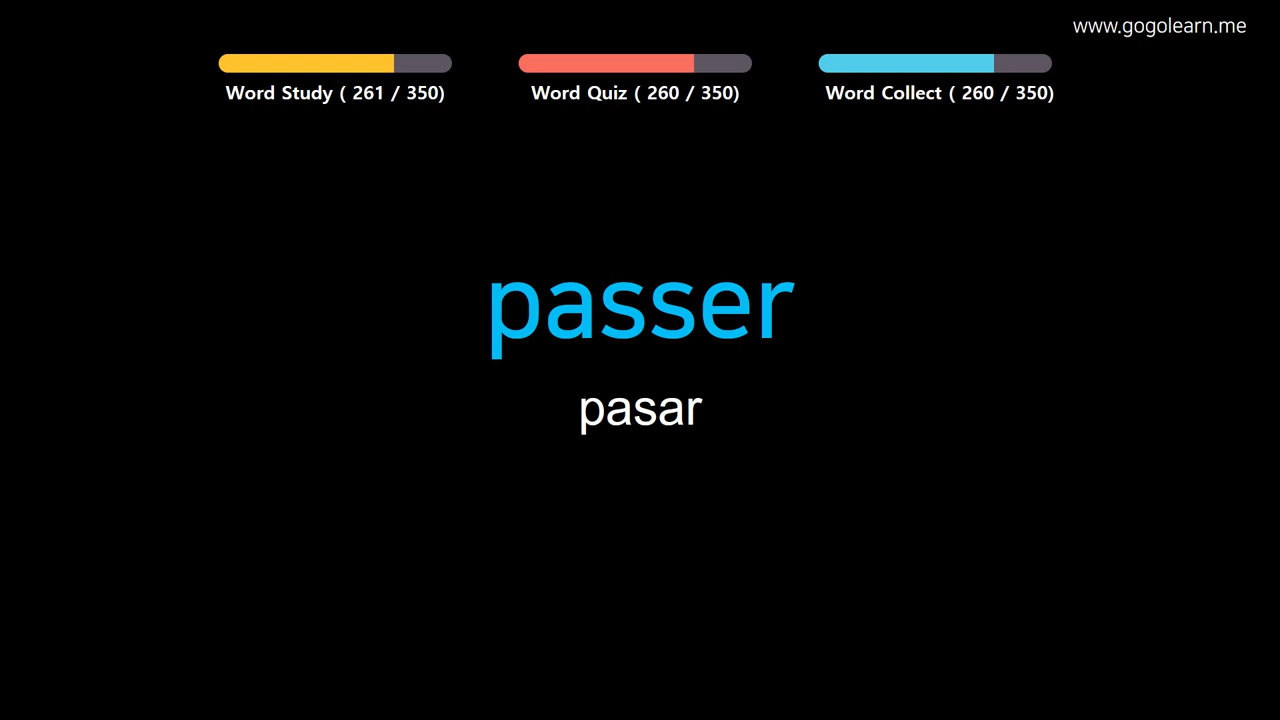 www.gogolearn.me
Word Study ( 261 / 350)
Word Quiz ( 260 / 350)
Word Collect ( 260 / 350)
passer
pasar